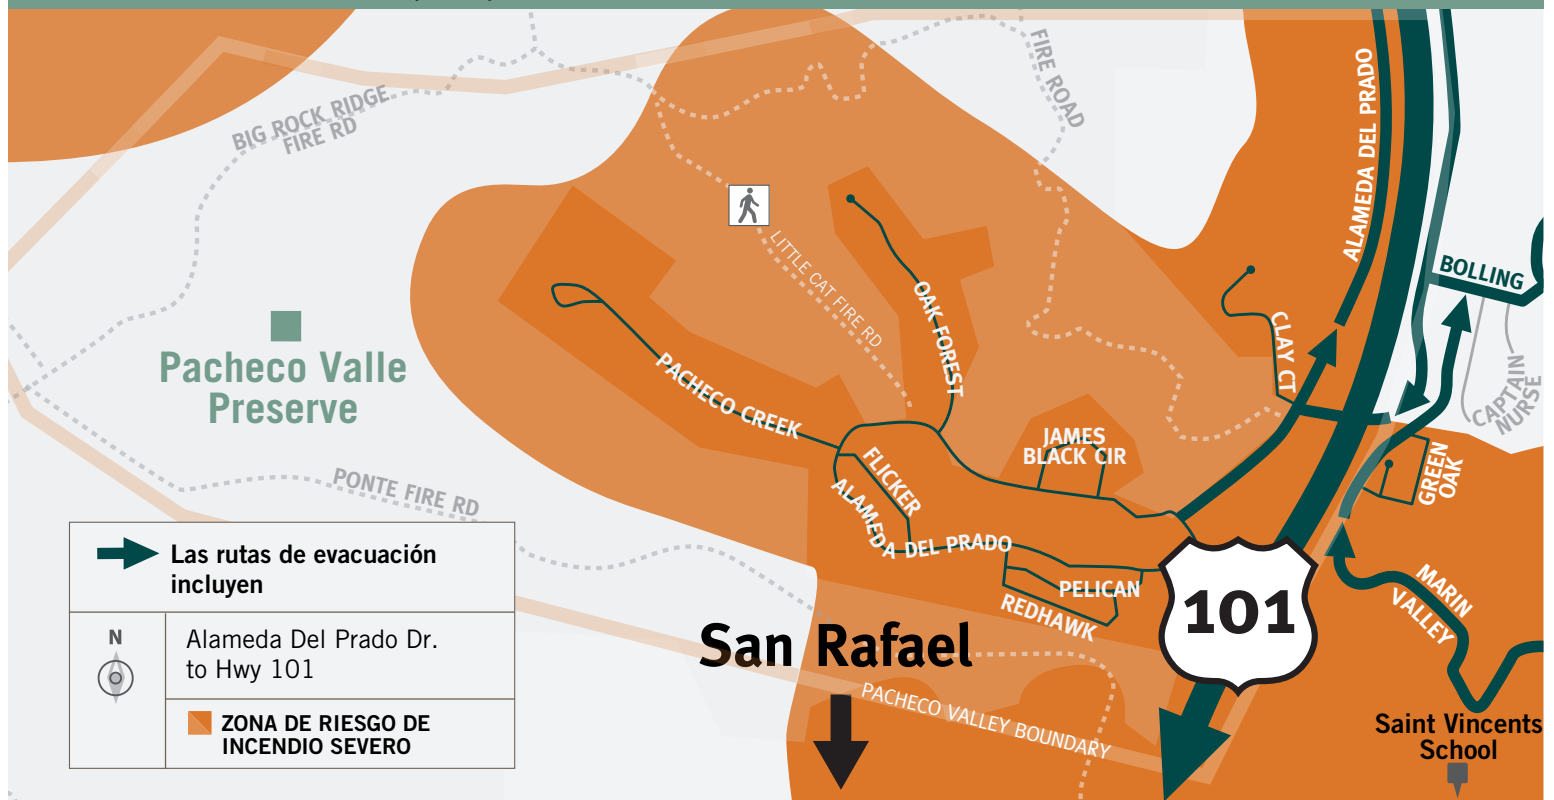 BIG ROCK RIDGE
FIRE RD
FIRE ROAD
ALAMEDA DEL PRADO
BOLLING
LITTLE CAT FIRE RD
OAK FOREST
CLAY CT
CAPTAIN
NURSE
Pacheco Valle
Preserve
PACHECO CREEK
JAMES
BLACK CIR
FLICKER
GREEN
OAK
PONTE FIRE RD
ALAMEDA DEL PRADO
PELICAN
REDHAWK
101
MARIN
VALLEY
San Rafael
PACHECO VALLEY BOUNDARY
Saint Vincents
School
Las rutas de evacuación
incluyen
N
Alameda Del Prado Dr.
to Hwy 101
ZONA DE RIESGO DE
INCENDIO SEVERO